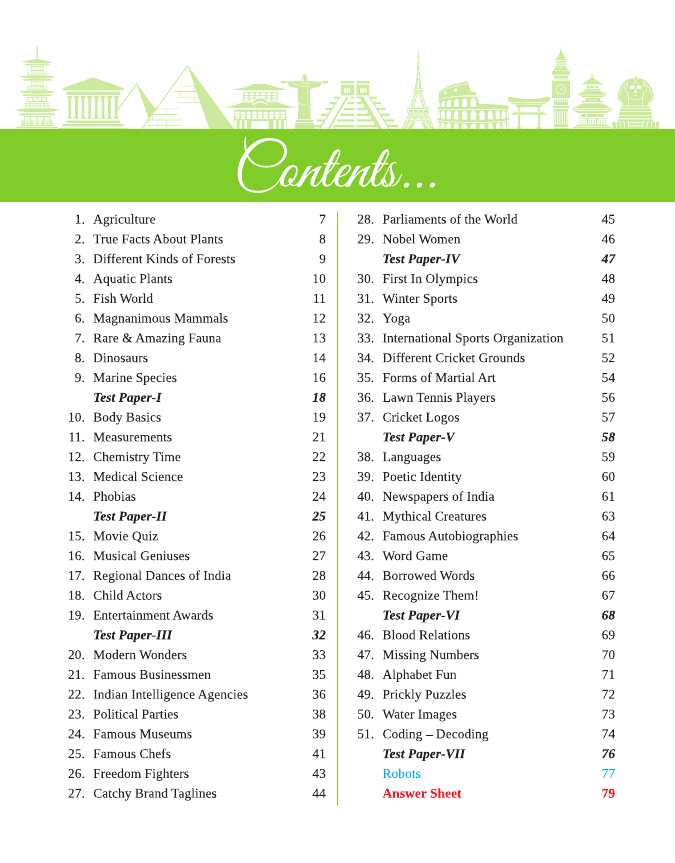 Contents...
1. Agriculture 7
2. True Facts About Plants 8
3. Different Kinds of Forests 9
4. Aquatic Plants 10
5. Fish World 11
6. Magnanimous Mammals 12
7. Rare & Amazing Fauna 13
8. Dinosaurs 14
9. Marine Species 16
Test Paper-I 18
10. Body Basics 19
11. Measurements 21
12. Chemistry Time 22
13. Medical Science 23
14. Phobias 24
Test Paper-II 25
15. Movie Quiz 26
16. Musical Geniuses 27
17. Regional Dances of India 28
18. Child Actors 30
19. Entertainment Awards 31
Test Paper-III 32
20. Modern Wonders 33
21. Famous Businessmen 35
22. Indian Intelligence Agencies 36
23. Political Parties 38
24. Famous Museums 39
25. Famous Chefs 41
26. Freedom Fighters 43
27. Catchy Brand Taglines 44
28. Parliaments of the World 45
29. Nobel Women 46
Test Paper-IV 47
30. First In Olympics 48
31. Winter Sports 49
32. Yoga 50
33. International Sports Organization 51
34. Different Cricket Grounds 52
35. Forms of Martial Art 54
36. Lawn Tennis Players 56
37. Cricket Logos 57
Test Paper-V 58
38. Languages 59
39. Poetic Identity 60
40. Newspapers of India 61
41. Mythical Creatures 63
42. Famous Autobiographies 64
43. Word Game 65
44. Borrowed Words 66
45. Recognize Them! 67
Test Paper-VI 68
46. Blood Relations 69
47. Missing Numbers 70
48. Alphabet Fun 71
49. Prickly Puzzles 72
50. Water Images 73
51. Coding – Decoding 74
Test Paper-VII 76
Robots 77
Answer Sheet 79